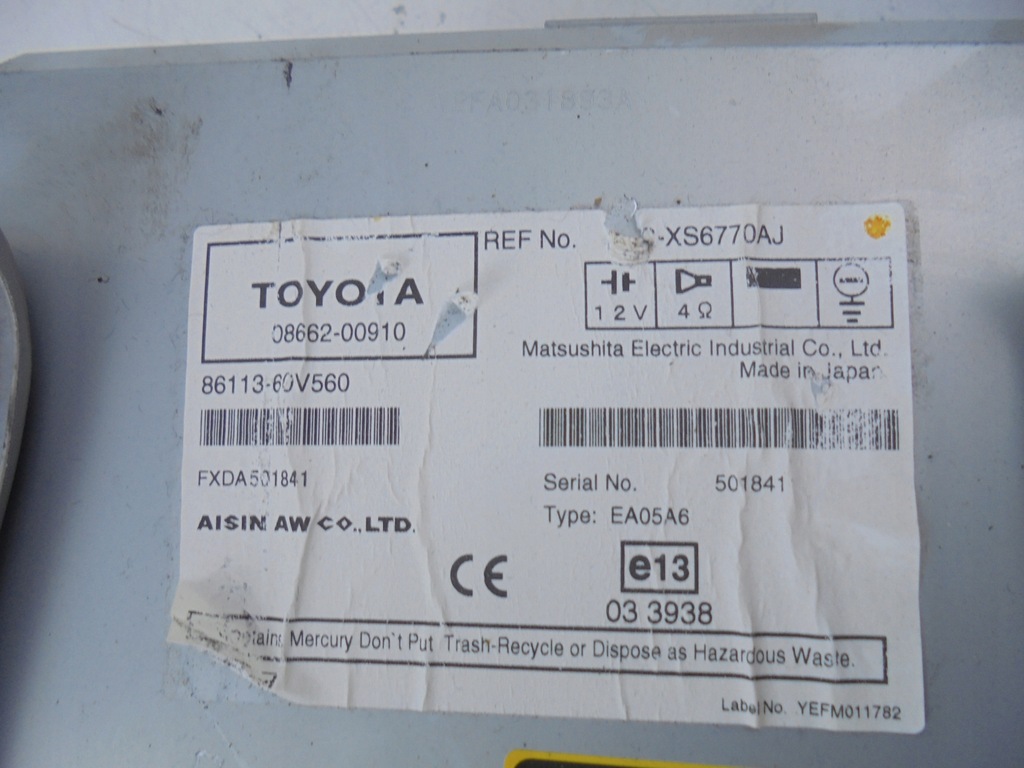 TOYOTA
08662-00910
REF No. -XS6770AJ
12V 4Ω
Matsushita Electric Industrial Co., Ltd.
Made in Japan
86113-60V560
FXDA501841
AISIN AW CO.,LTD.
Serial No. 501841
Type: EA05A6
CE
e13
03 3938
Mercury Don't Put Trash-Recycle or Dispose as Hazardous Waste.
Label No. YEFM011782